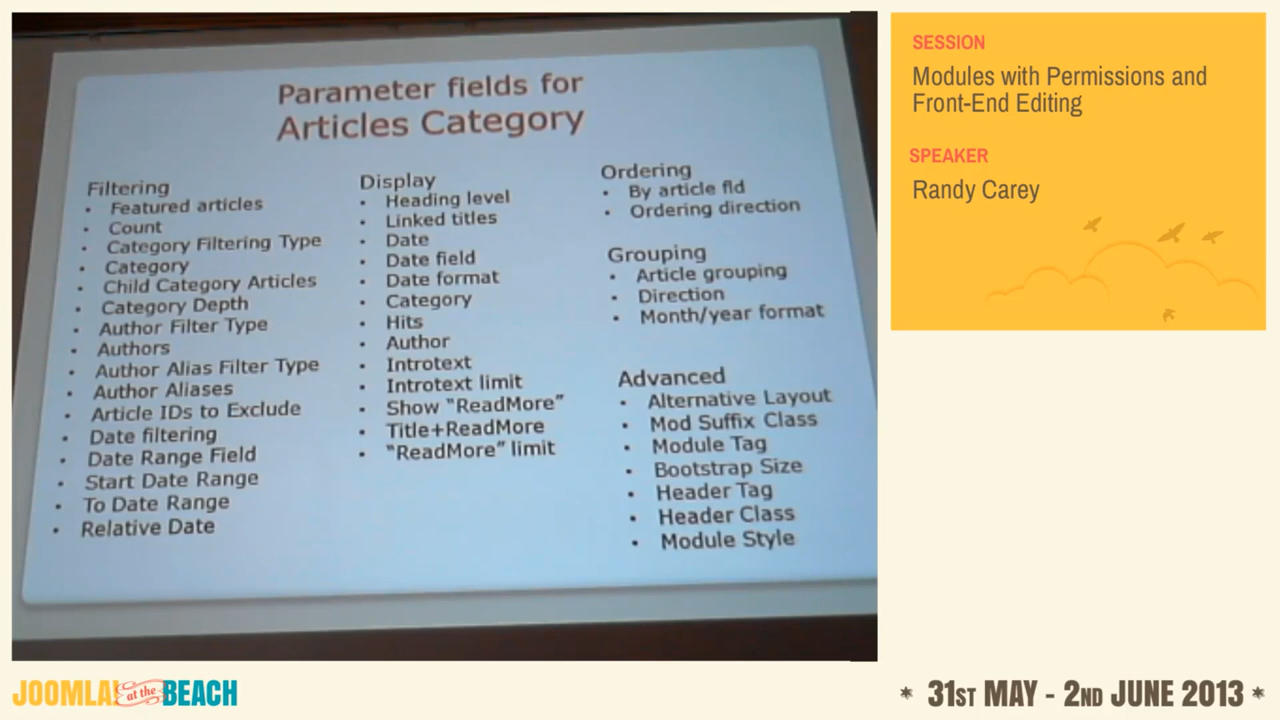 Parameter fields for
Articles Category
Filtering
• Featured articles
• Count
• Category Filtering Type
• Category
• Child Category Articles
• Category Depth
• Author Filter Type
• Authors
• Author Alias Filter Type
• Author Aliases
• Article IDs to Exclude
• Date filtering
• Date Range Field
• Start Date Range
• To Date Range
• Relative Date
Display
• Heading level
• Linked titles
• Date
• Date field
• Date format
• Category
• Hits
• Author
• Introtext
• Introtext limit
• Show “ReadMore”
• Title+ReadMore
• “ReadMore” limit
Ordering
• By article fld
• Ordering direction
Grouping
• Article grouping
• Direction
• Month/year format
Advanced
• Alternative Layout
• Mod Suffix Class
• Module Tag
• Bootstrap Size
• Header Tag
• Header Class
• Module Style
SESSION
Modules with Permissions and
Front-End Editing
SPEAKER
Randy Carey
JOOMLA! at the BEACH
* 31ST MAY - 2ND JUNE 2013 *